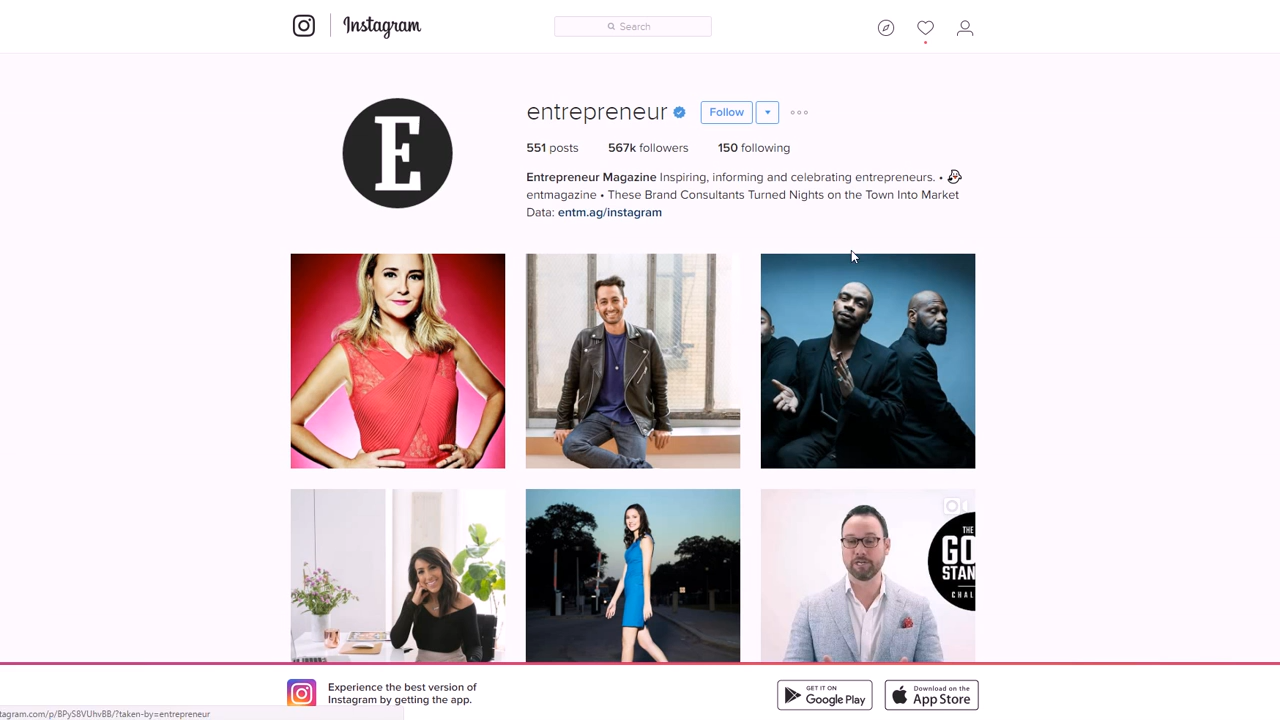 Instagram
Search
entrepreneur
Follow
551 posts 567k followers 150 following
Entrepreneur Magazine Inspiring, informing and celebrating entrepreneurs. • 👻
entmagazine • These Brand Consultants Turned Nights on the Town Into Market
Data: entm.ag/instagram
E
THE
GO
STAN
CHAL
Experience the best version of
Instagram by getting the app.
GET IT ON
Google Play
Download on the
App Store
tagram.com/p/BPyS8VUhvBB/?taken-by=entrepreneur